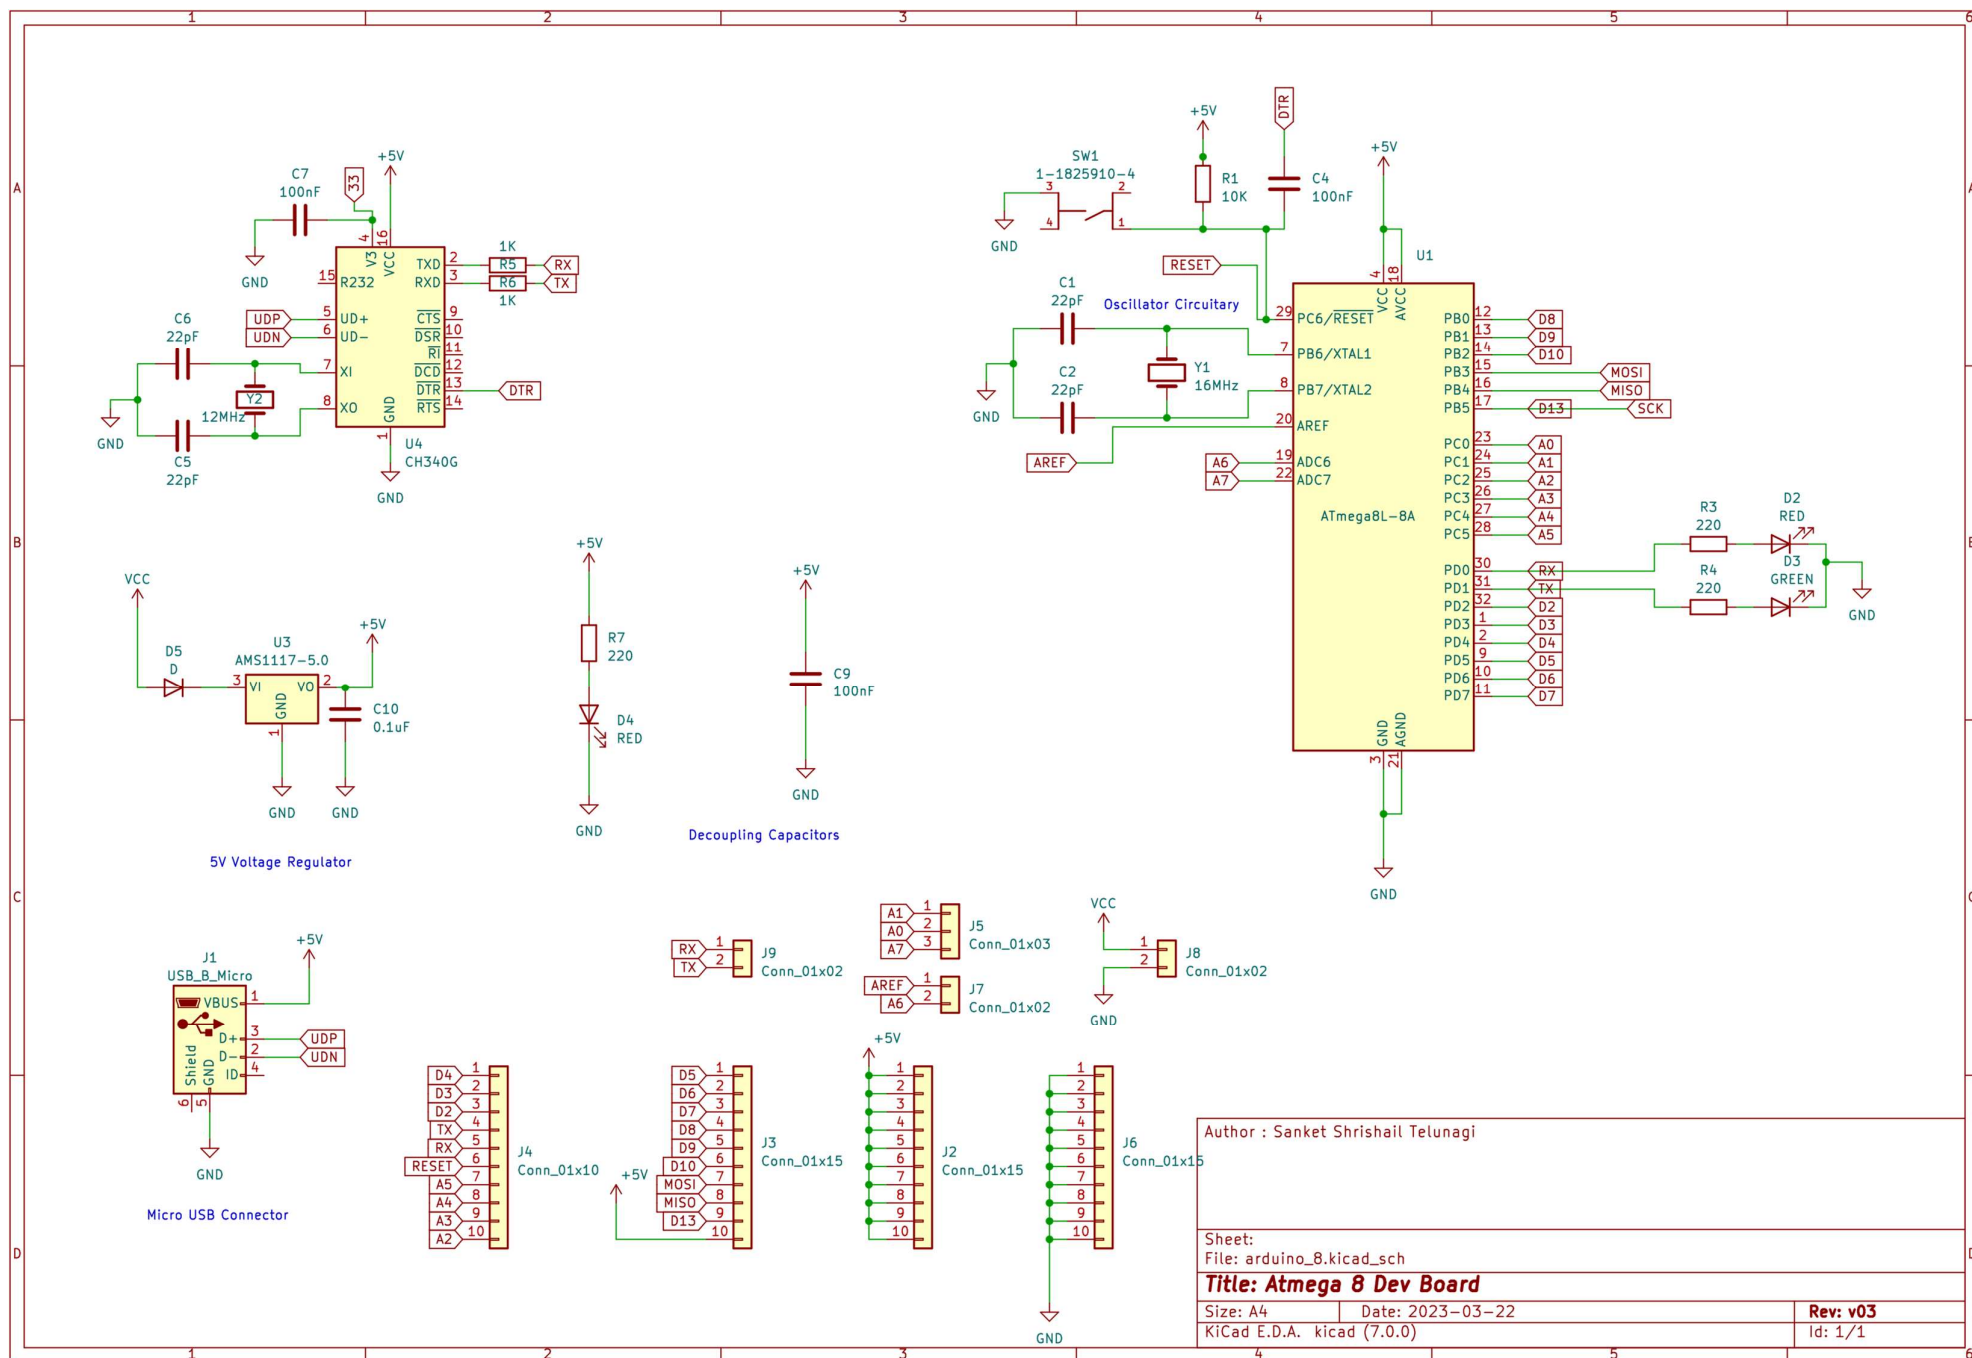 1 2 3 4 5 6
A
B
C
D
A
B
C
D
C7
100nF
33
+5V
GND
4
V3
16
VCC
15 R232
TXD 2
RXD 3
1K
R5
RX
R6
TX
1K
UDP 5 UD+
UDN 6 UD-
CTS 9
DSR 10
RI 11
DCD 12
DTR 13
DTR
RTS 14
7 XI
8 XO
GND
1
GND
U4
CH340G
C6
22pF
Y2
12MHz
C5
22pF
GND
SW1
1-1825910-4
3
4
2
1
GND
+5V
R1
10K
DTR
C4
100nF
RESET
Oscillator Circuitary
C1
22pF
C2
22pF
Y1
16MHz
GND
AREF
A6
A7
+5V
U1
4
VCC
18
AVCC
29 PC6/RESET
7 PB6/XTAL1
8 PB7/XTAL2
20 AREF
19 ADC6
22 ADC7
ATmega8L-8A
PB0 12 D8
PB1 13 D9
PB2 14 D10
PB3 15 MOSI
PB4 16 MISO
PB5 17 D13 SCK
PC0 23 A0
PC1 24 A1
PC2 25 A2
PC3 26 A3
PC4 27 A4
PC5 28 A5
PD0 30 RX
PD1 31 TX
PD2 32 D2
PD3 1 D3
PD4 2 D4
PD5 9 D5
PD6 10 D6
PD7 11 D7
GND
3
AGND
21
GND
R3
220
D2
RED
R4
220
D3
GREEN
GND
VCC
D5
D
U3
AMS1117-5.0
3 VI
VO 2
GND
1
+5V
C10
0.1uF
GND
GND
5V Voltage Regulator
+5V
R7
220
D4
RED
GND
+5V
C9
100nF
GND
Decoupling Capacitors
J1
USB_B_Micro
VBUS 1
+5V
D+ 3 UDP
D- 2 UDN
ID 4
Shield
GND
6
5
GND
Micro USB Connector
RX 1
TX 2
J9
Conn_01x02
A1 1
A0 2
A7 3
J5
Conn_01x03
AREF 1
A6 2
J7
Conn_01x02
VCC
1
2
J8
Conn_01x02
GND
D4 1
D3 2
D2 3
TX 4
RX 5
RESET 6
A5 7
A4 8
A3 9
A2 10
J4
Conn_01x10
D5 1
D6 2
D7 3
D8 4
D9 5
D10 6
MOSI 7
MISO 8
D13 9
10
+5V
J3
Conn_01x15
+5V
1
2
3
4
5
6
7
8
9
10
J2
Conn_01x15
1
2
3
4
5
6
7
8
9
10
J6
Conn_01x15
GND
Author : Sanket Shrishail Telunagi
Sheet:
File: arduino_8.kicad_sch
Title: Atmega 8 Dev Board
Size: A4 Date: 2023-03-22 Rev: v03
KiCad E.D.A. kicad (7.0.0) Id: 1/1
1 2 3 4 5 6